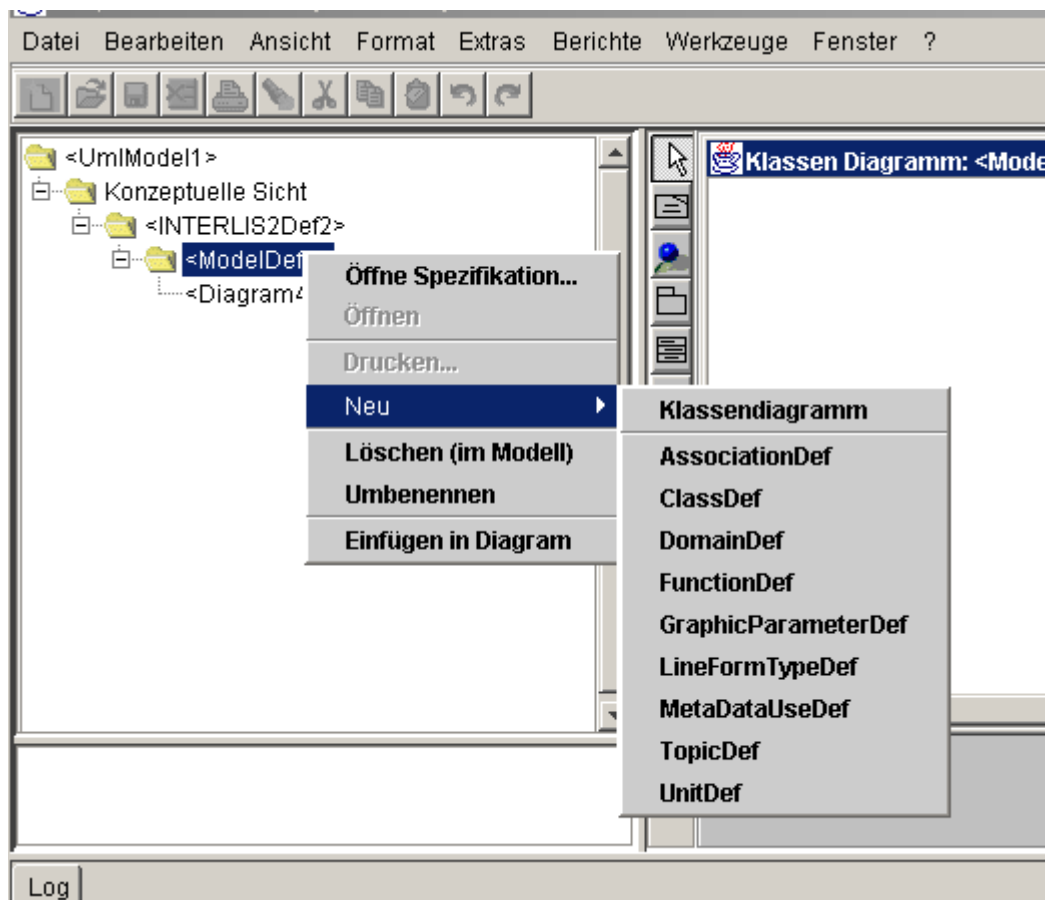 Datei Bearbeiten Ansicht Format Extras Berichte Werkzeuge Fenster ?
<UmlModel1>
Konzeptuelle Sicht
<INTERLIS2Def2>
<ModelDef
<Diagram4
Klassen Diagramm: <Mode
Öffne Spezifikation...
Öffnen
Drucken...
Neu
Löschen (im Modell)
Umbenennen
Einfügen in Diagram
Klassendiagramm
AssociationDef
ClassDef
DomainDef
FunctionDef
GraphicParameterDef
LineFormTypeDef
MetaDataUseDef
TopicDef
UnitDef
Log